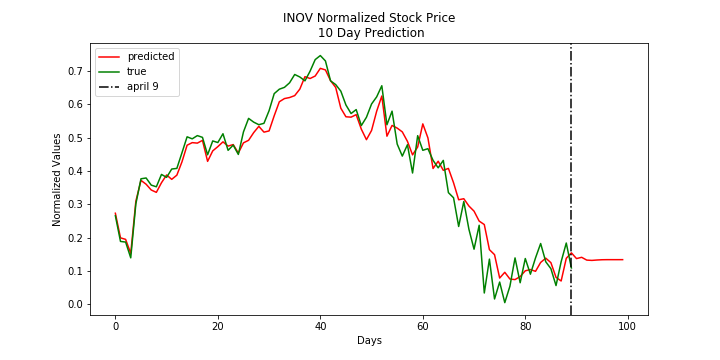 INOV Normalized Stock Price
10 Day Prediction
predicted
true
april 9
Normalized Values
0.7
0.6
0.5
0.4
0.3
0.2
0.1
0.0
0 20 40 60 80 100
Days